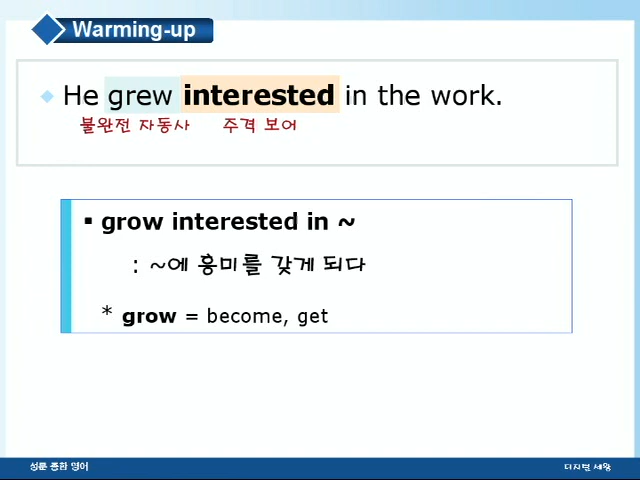 Warming-up
He grew interested in the work.
불완전 자동사 주격 보어
▪ grow interested in ~
: ~에 흥미를 갖게 되다
* grow = become, get
성문 종합 영어
디지털 세왕